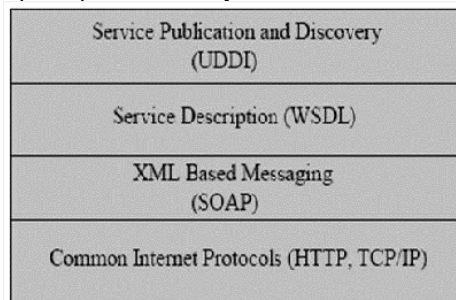 Service Publication and Discovery
(UDDI)
Service Description (WSDL)
XML Based Messaging
(SOAP)
Common Internet Protocols (HTTP, TCP/IP)